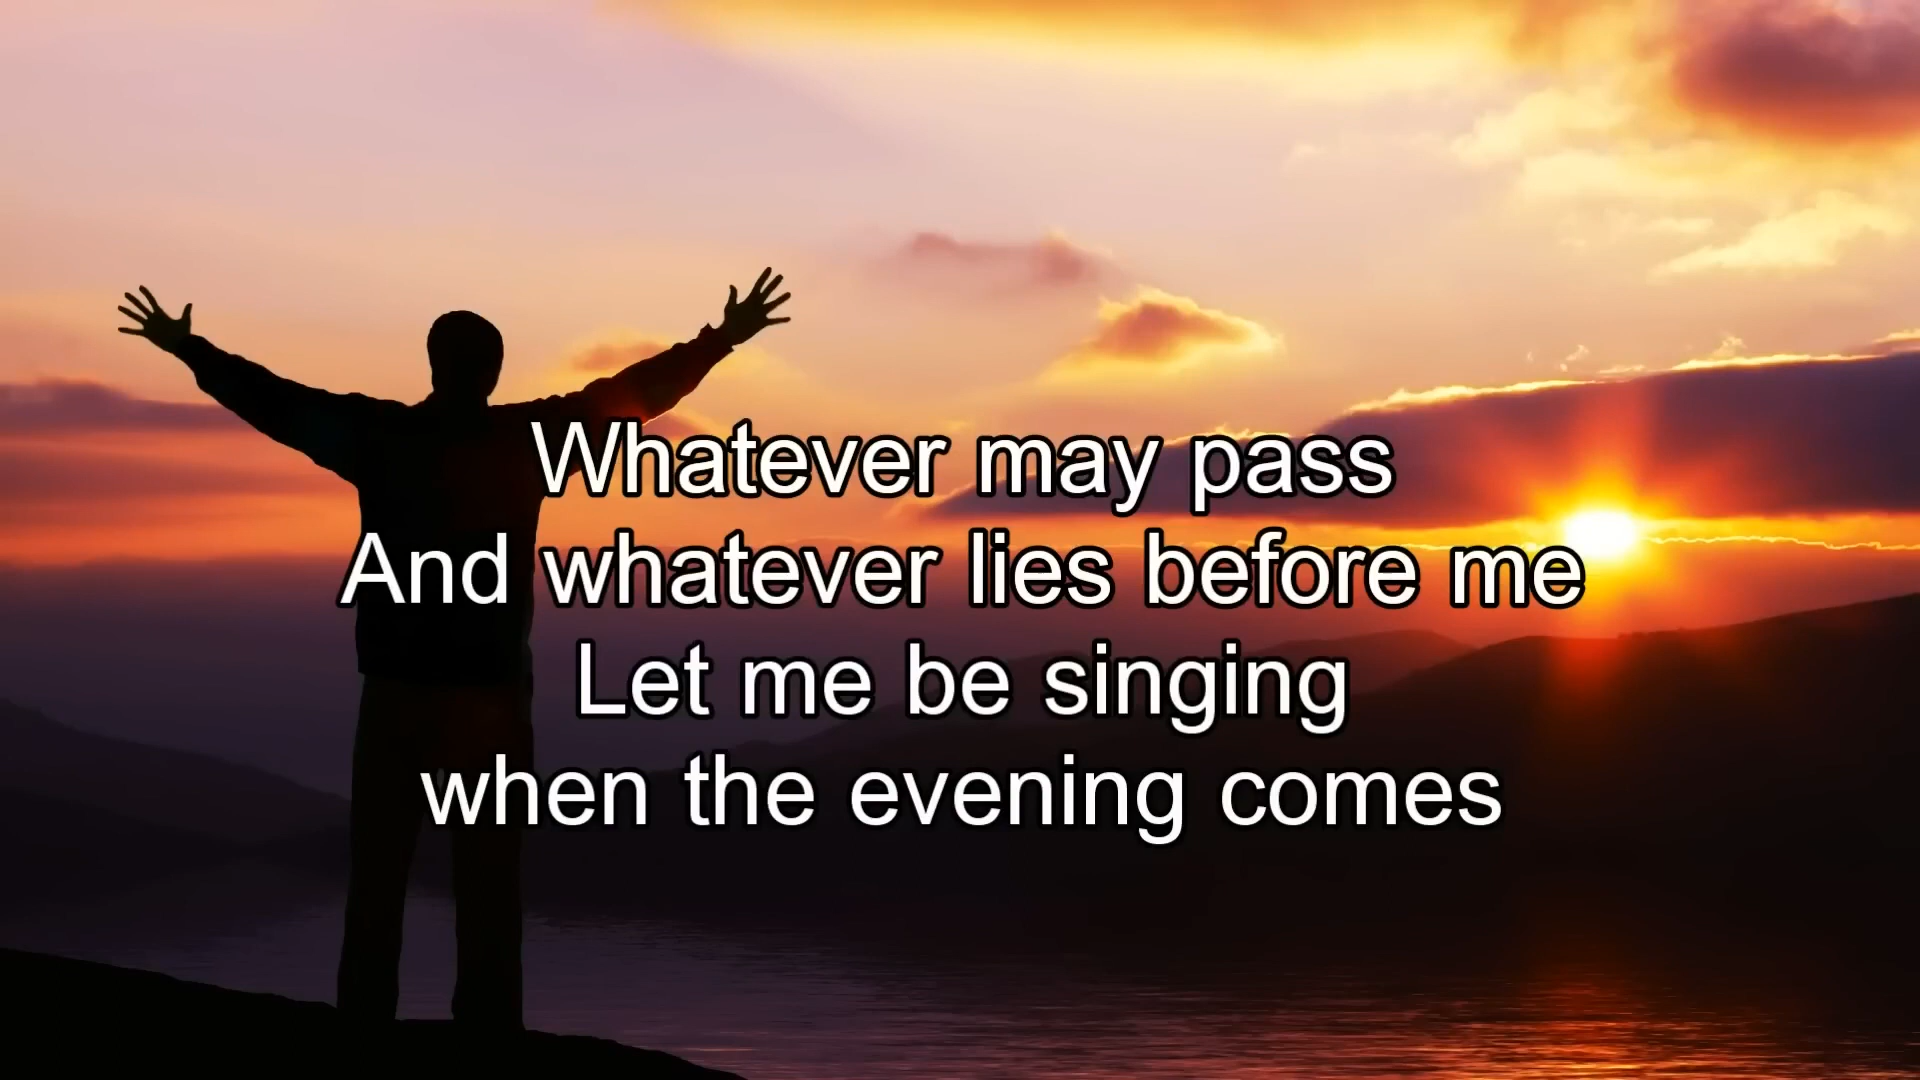 Whatever may pass
And whatever lies before me
Let me be singing
when the evening comes